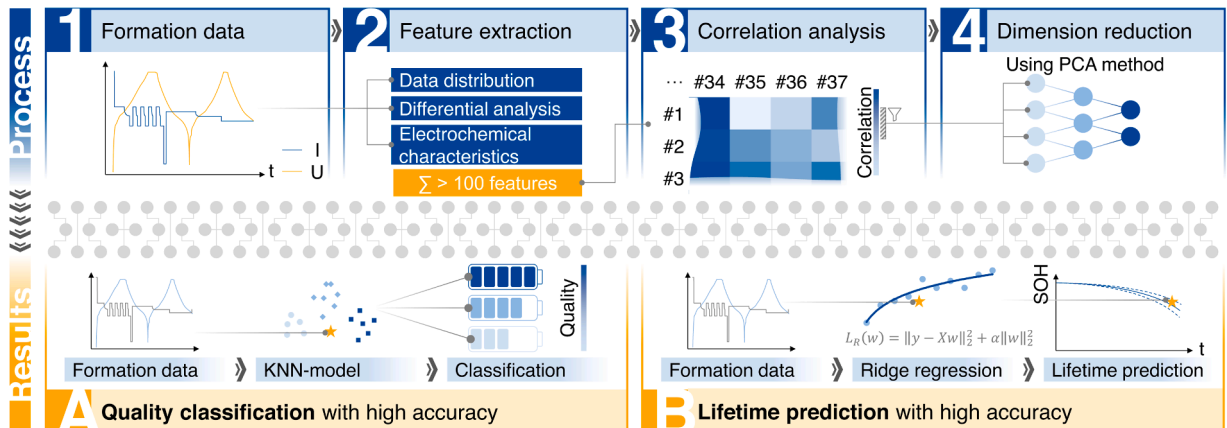 Process
1 Formation data
I
U
t
2 Feature extraction
Data distribution
Differential analysis
Electrochemical
characteristics
∑ > 100 features
3 Correlation analysis
... #34 #35 #36 #37
#1
#2
#3
Correlation
4 Dimension reduction
Using PCA method
Results
Quality
Formation data
KNN-model
Classification
A Quality classification with high accuracy
L_R(w) = ‖y − Xw‖₂² + α‖w‖₂²
SOH
t
Formation data
Ridge regression
Lifetime prediction
B Lifetime prediction with high accuracy